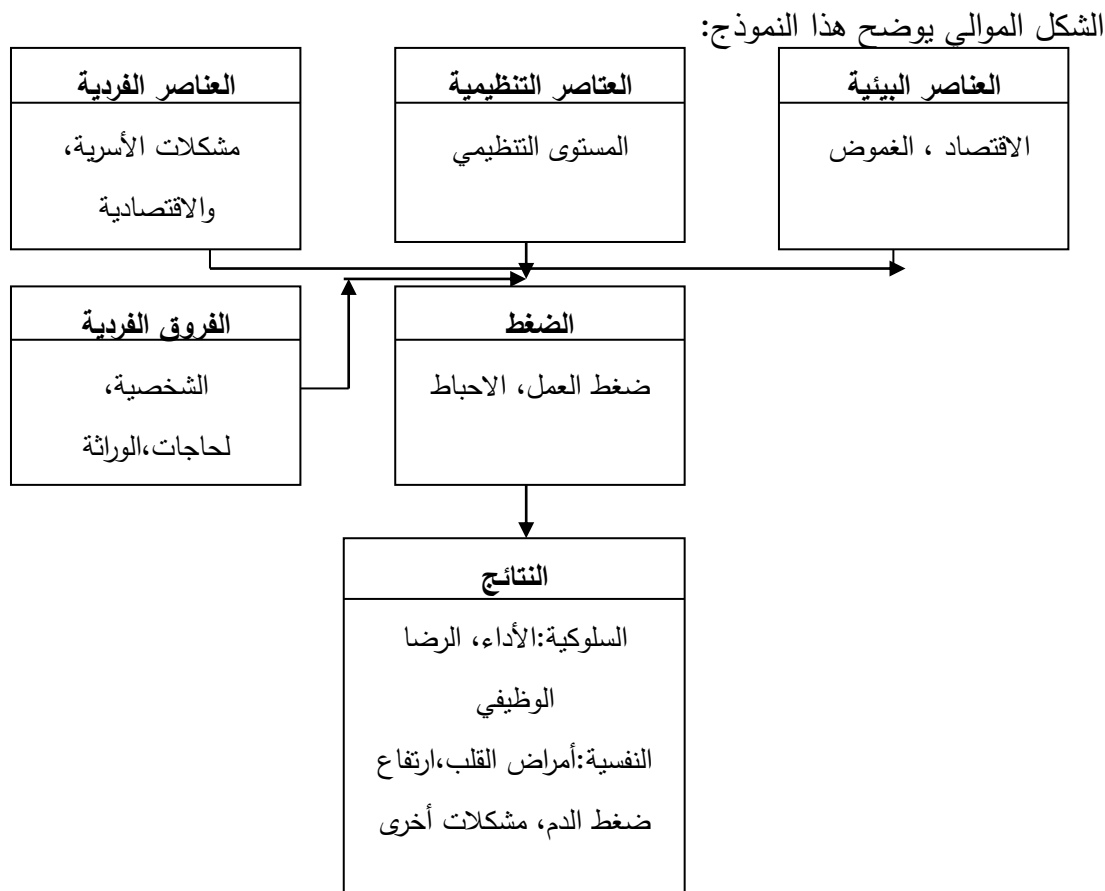 الشكل الموالي يوضح هذا النموذج:
العناصر البيئية
الاقتصاد ، الغموض
العتاصر التنظيمية
المستوى التنظيمي
العناصر الفردية
مشكلات الأسرية،
والاقتصادية
الضغط
ضغط العمل، الاحباط
الفروق الفردية
الشخصية،
لحاجات،الوراثة
النتائج
السلوكية:الأداء، الرضا
الوظيفي
النفسية:أمراض القلب،ارتفاع
ضغط الدم، مشكلات أخرى